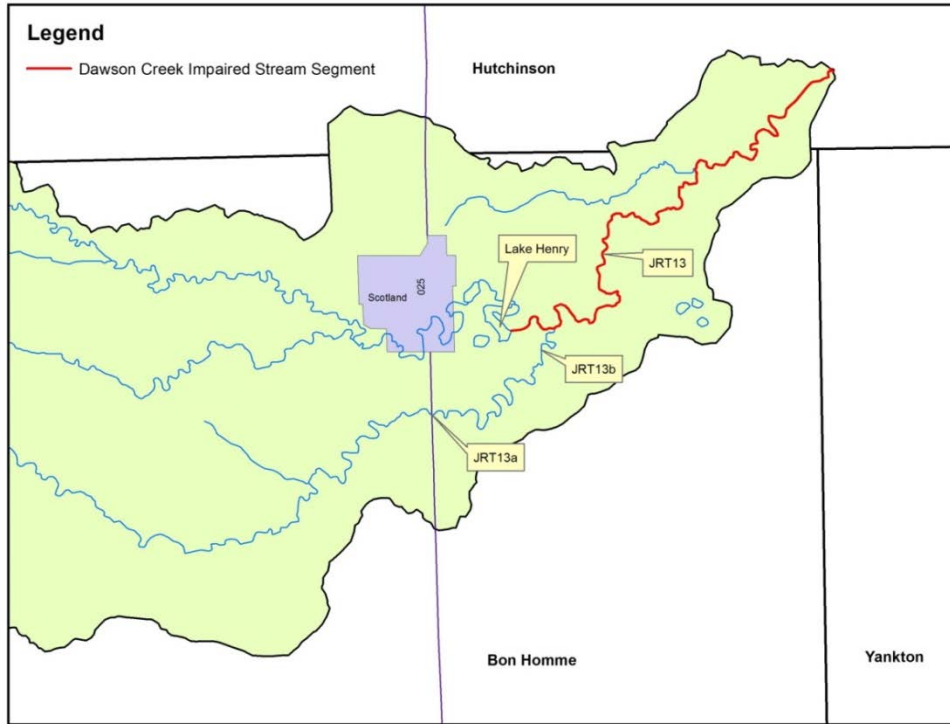 Legend
Dawson Creek Impaired Stream Segment
Hutchinson
Lake Henry
JRT13
Scotland
025
JRT13b
JRT13a
Bon Homme
Yankton